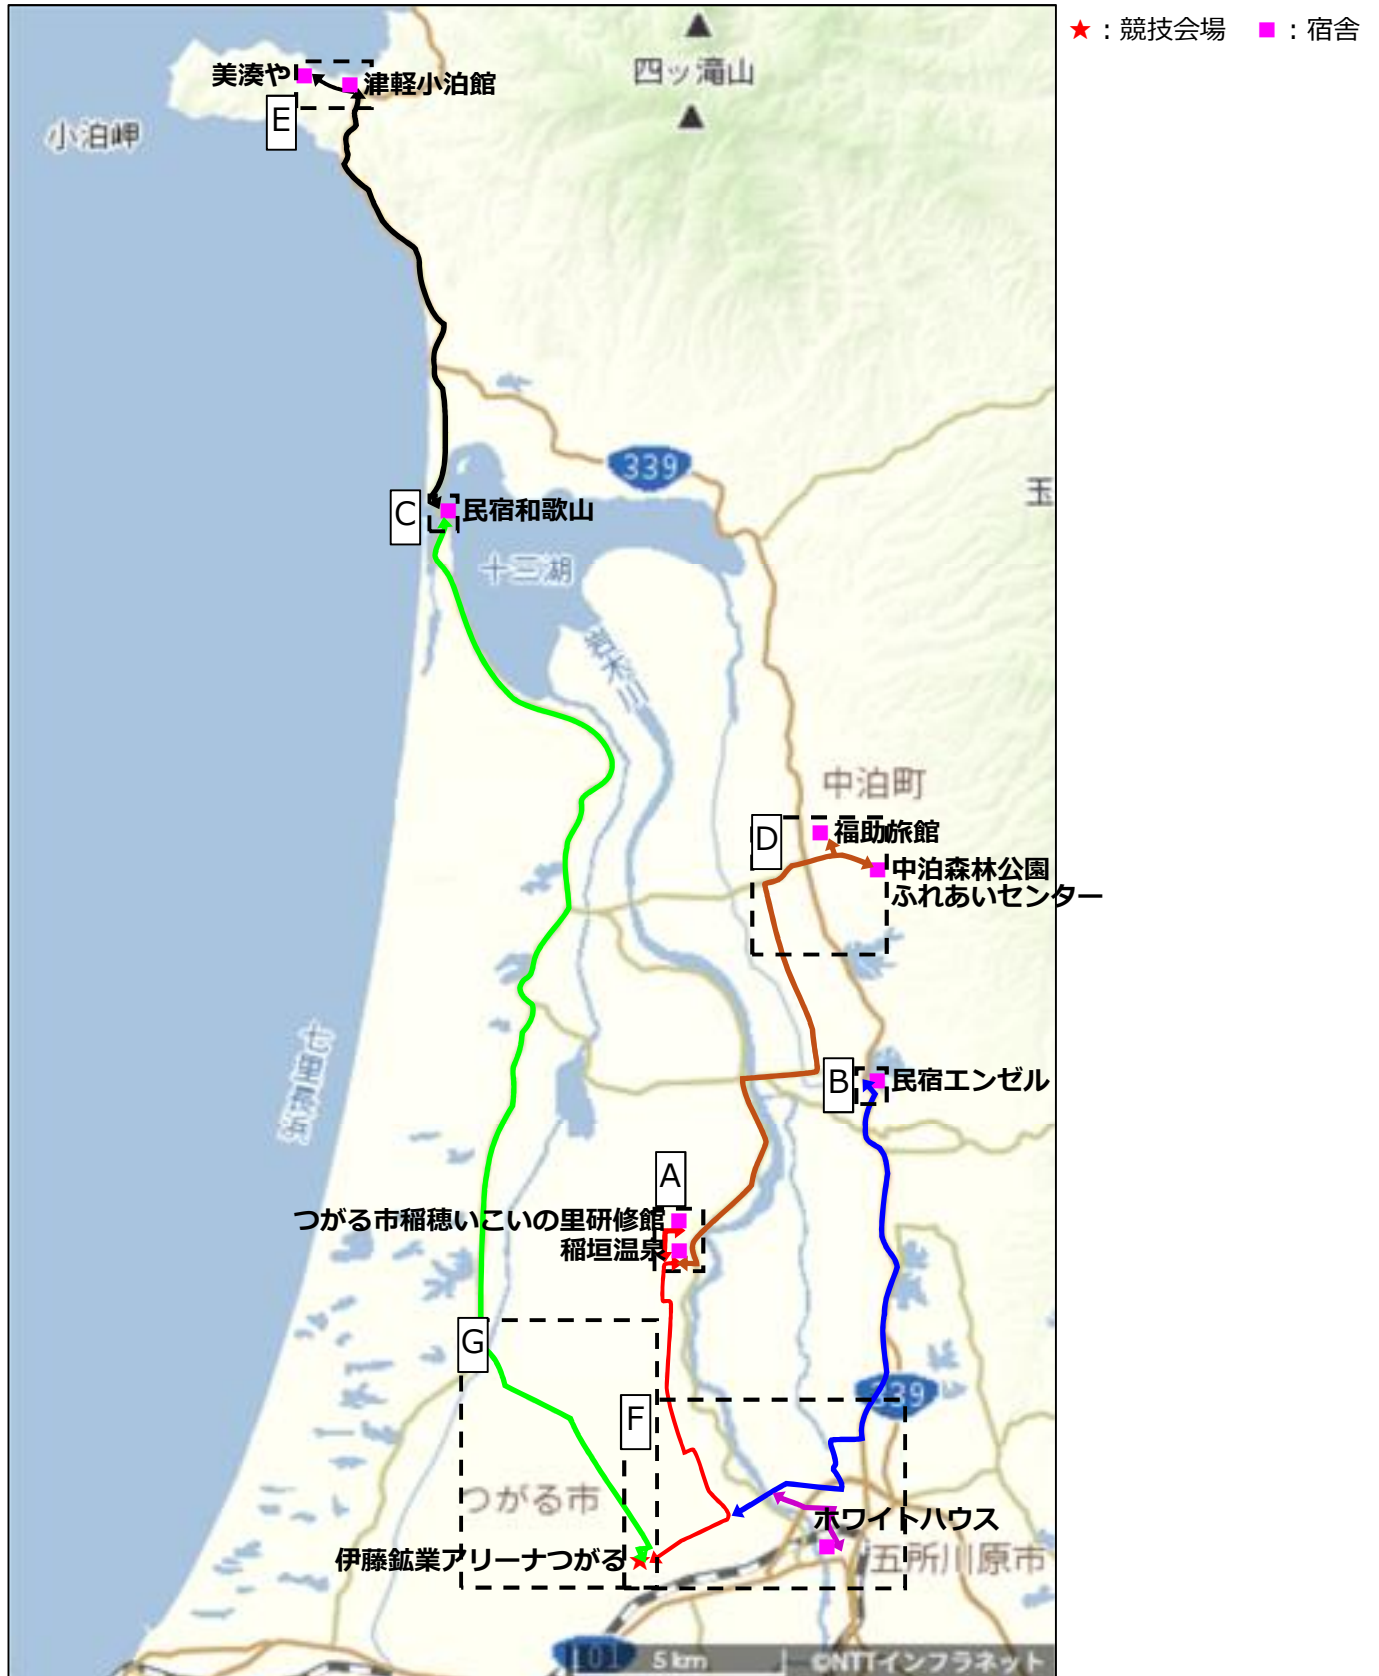 ★：競技会場 ■：宿舎
四ッ滝山
美湊や
津軽小泊館
E
小泊岬
339
玉
C
民宿和歌山
十三湖
岩木川
中泊町
D
福助旅館
中泊森林公園
ふれあいセンター
七里長浜
B
民宿エンゼル
A
つがる市稲穂いこいの里研修館
稲垣温泉
G
339
F
つがる市
ホワイトハウス
伊藤鉱業アリーナつがる
五所川原市
101
5km
©NTTインフラネット